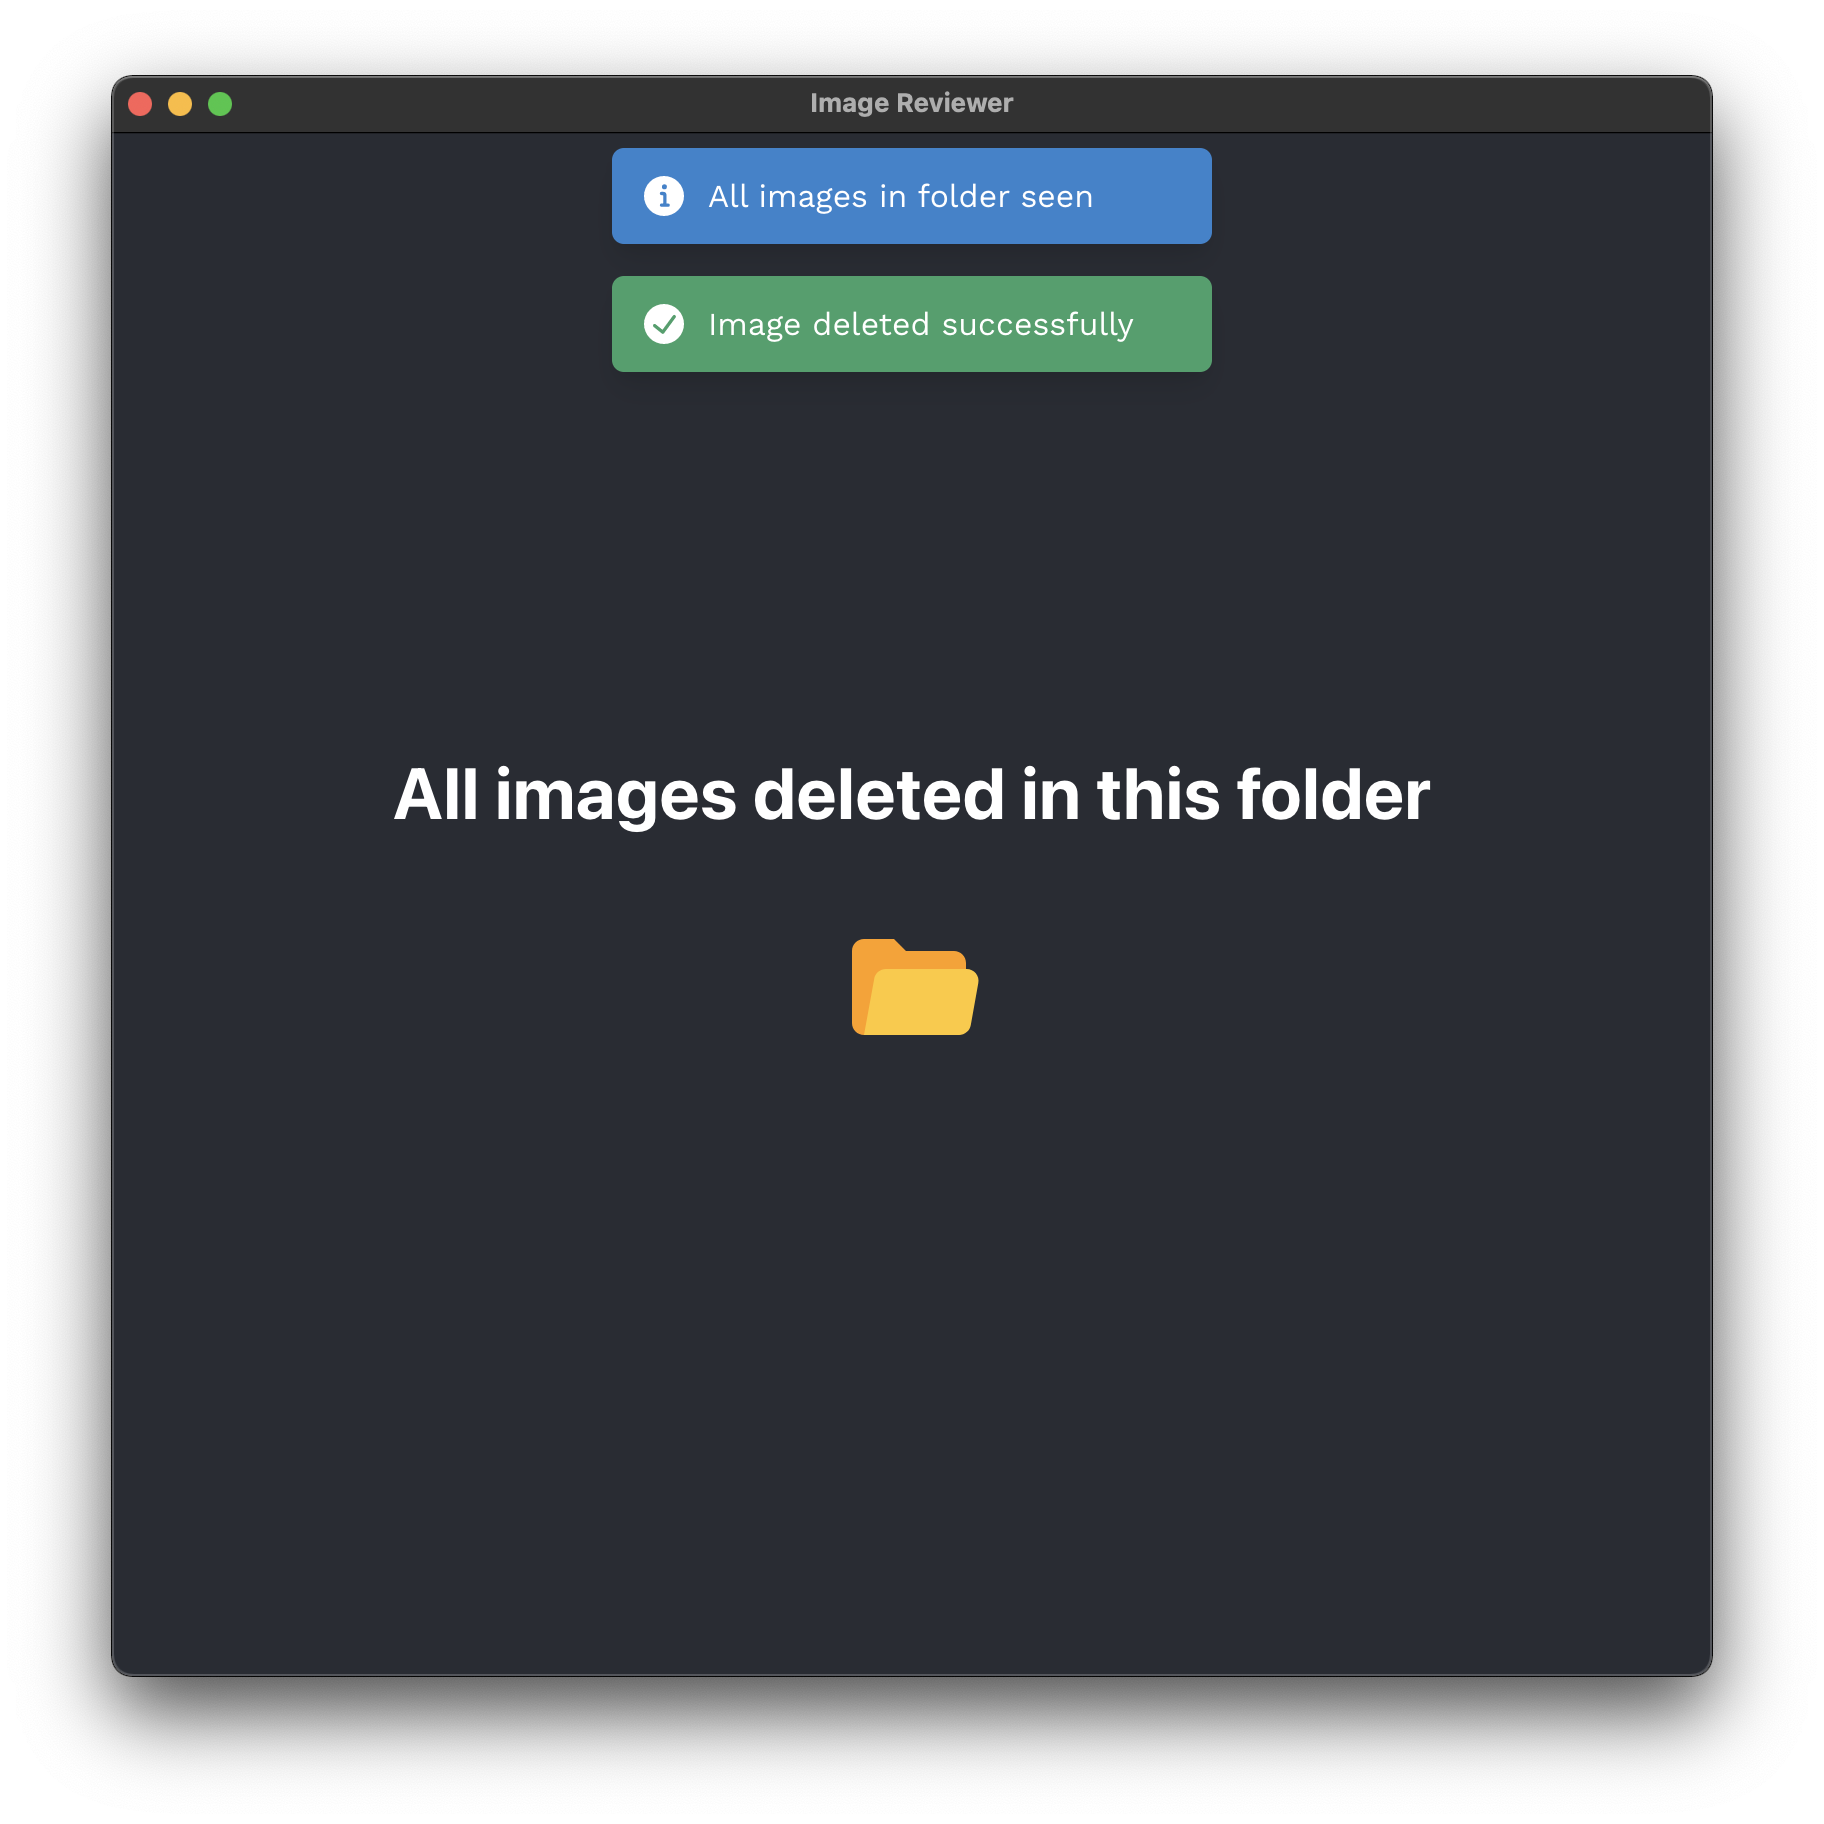 Image Reviewer
All images in folder seen
Image deleted successfully
All images deleted in this folder